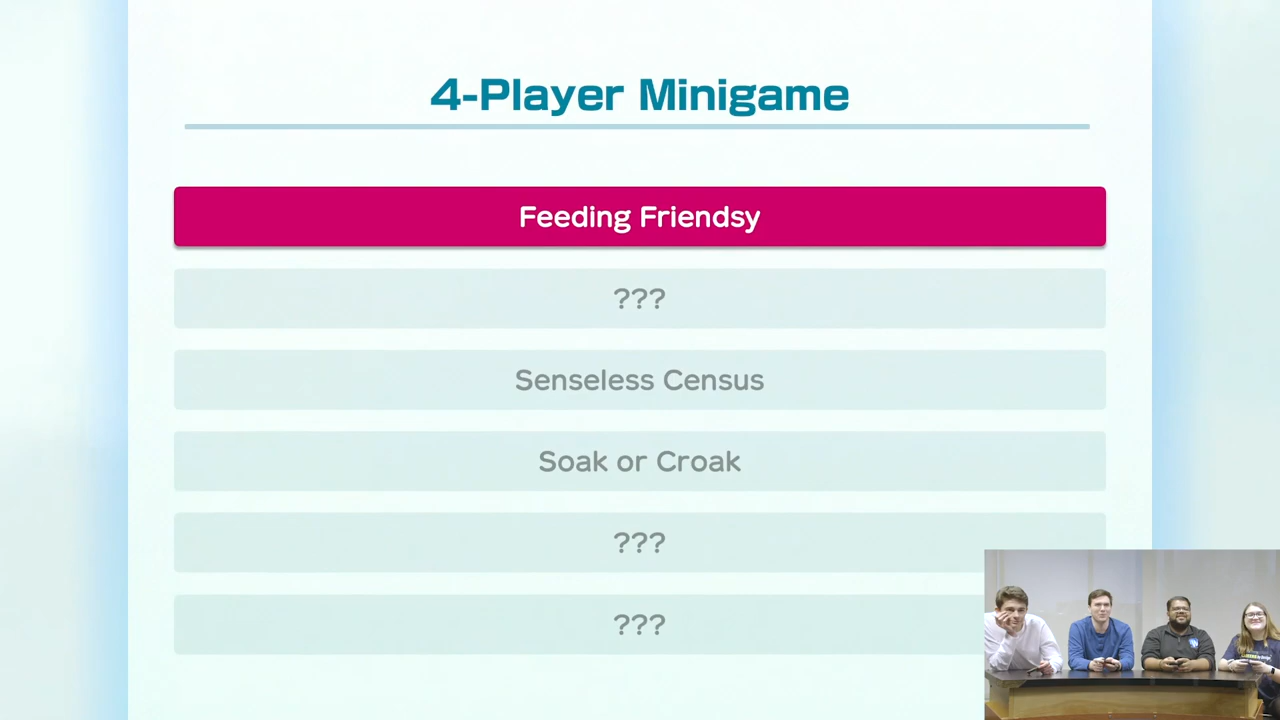 4-Player Minigame
Feeding Friendsy
???
Senseless Census
Soak or Croak
???
???